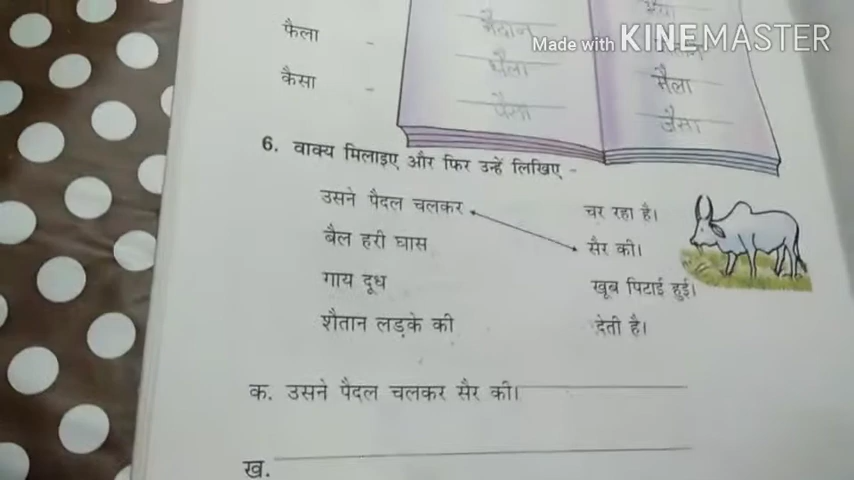 Made with KINEMASTER
फैला - मैदान
कैसा - थैला मैला
पैसा जैसा
6. वाक्य मिलाइए और फिर उन्हें लिखिए -
उसने पैदल चलकर चर रहा है।
बैल हरी घास सैर की।
गाय दूध खूब पिटाई हुई।
शैतान लड़के की देती है।
क. उसने पैदल चलकर सैर की।
ख.